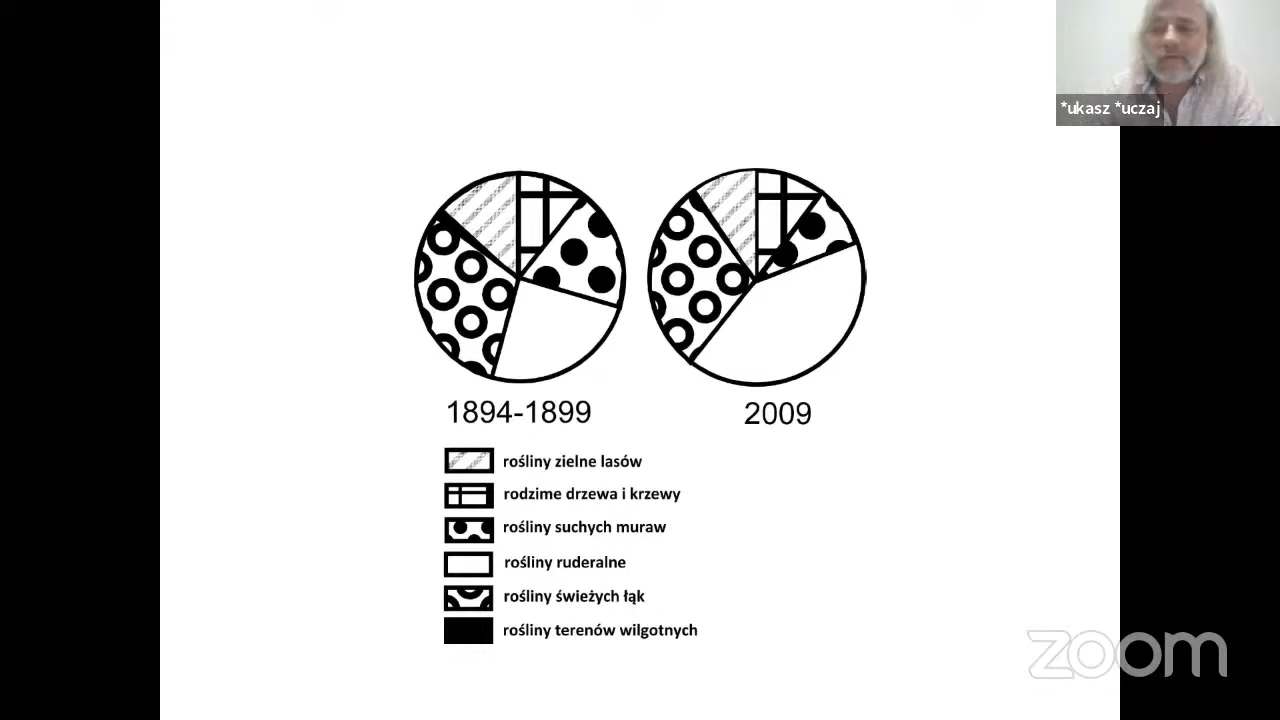 *ukasz *uczaj
1894-1899
2009
rośliny zielne lasów
rodzime drzewa i krzewy
rośliny suchych muraw
rośliny ruderalne
rośliny świeżych łąk
rośliny terenów wilgotnych
zoom